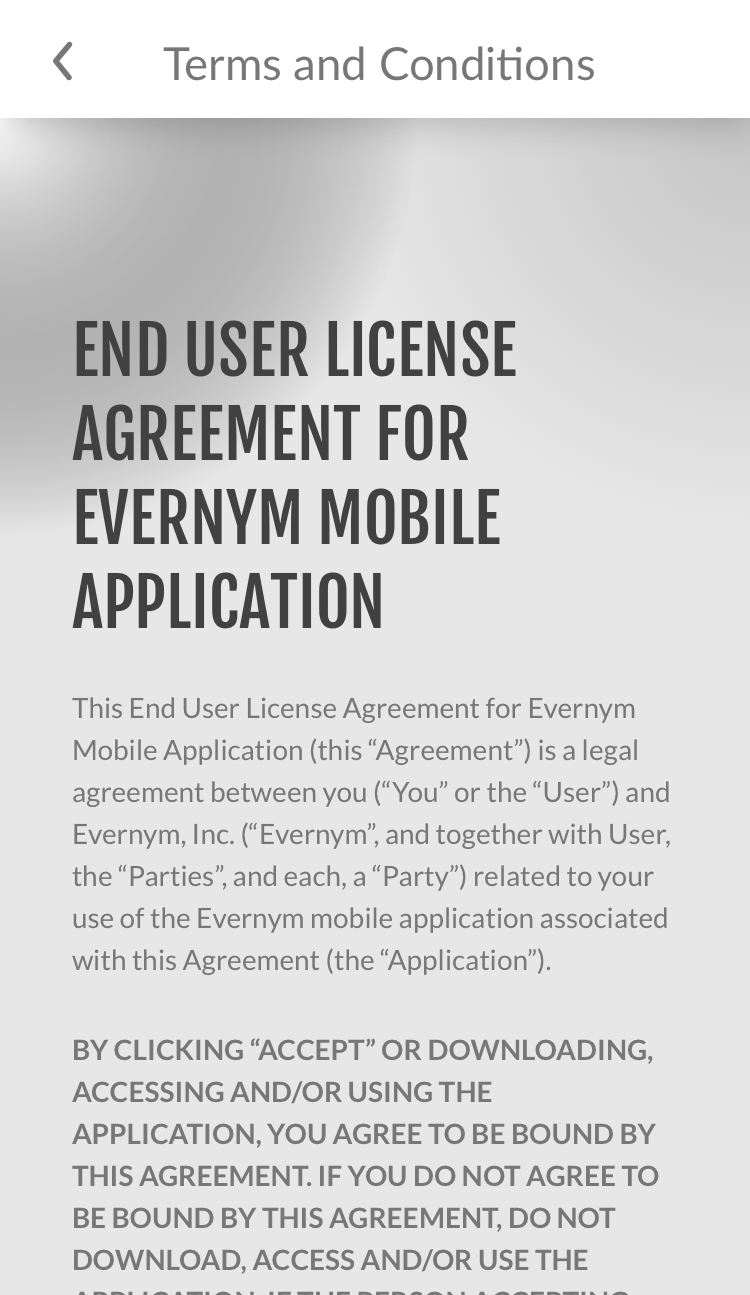 Terms and Conditions
END USER LICENSE
AGREEMENT FOR
EVERNYM MOBILE
APPLICATION
This End User License Agreement for Evernym
Mobile Application (this “Agreement”) is a legal
agreement between you (“You” or the “User”) and
Evernym, Inc. (“Evernym”, and together with User,
the “Parties”, and each, a “Party”) related to your
use of the Evernym mobile application associated
with this Agreement (the “Application”).
BY CLICKING “ACCEPT” OR DOWNLOADING,
ACCESSING AND/OR USING THE
APPLICATION, YOU AGREE TO BE BOUND BY
THIS AGREEMENT. IF YOU DO NOT AGREE TO
BE BOUND BY THIS AGREEMENT, DO NOT
DOWNLOAD, ACCESS AND/OR USE THE
APPLICATION. IF THE PERSON ACCEPTING